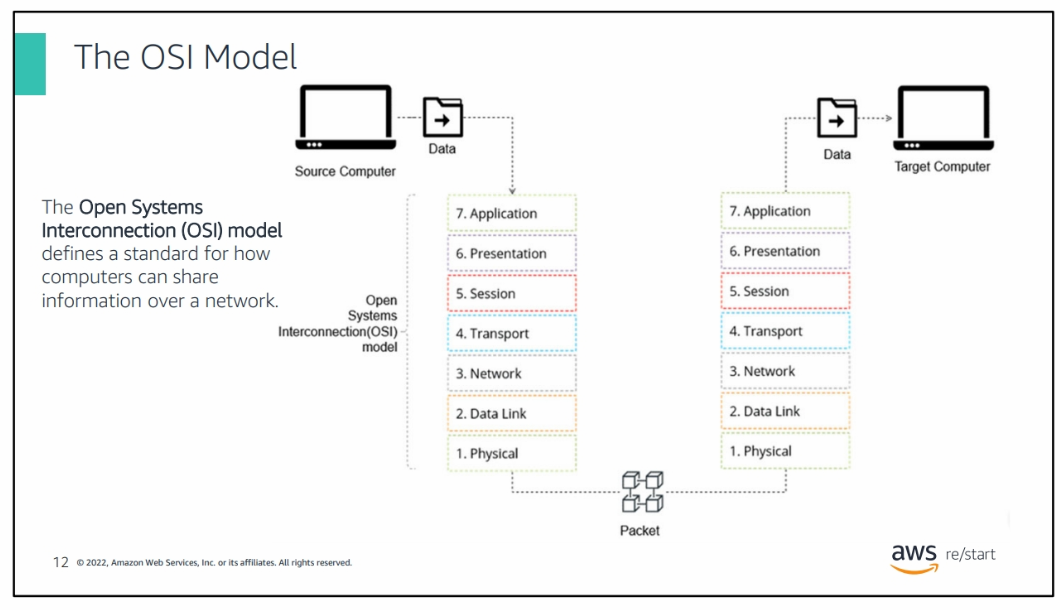 The OSI Model
Source Computer
Data
Data
Target Computer
The Open Systems
Interconnection (OSI) model
defines a standard for how
computers can share
information over a network.
Open
Systems
Interconnection(OSI)
model
7. Application
6. Presentation
5. Session
4. Transport
3. Network
2. Data Link
1. Physical
7. Application
6. Presentation
5. Session
4. Transport
3. Network
2. Data Link
1. Physical
Packet
12 © 2022, Amazon Web Services, Inc. or its affiliates. All rights reserved.
aws re/start